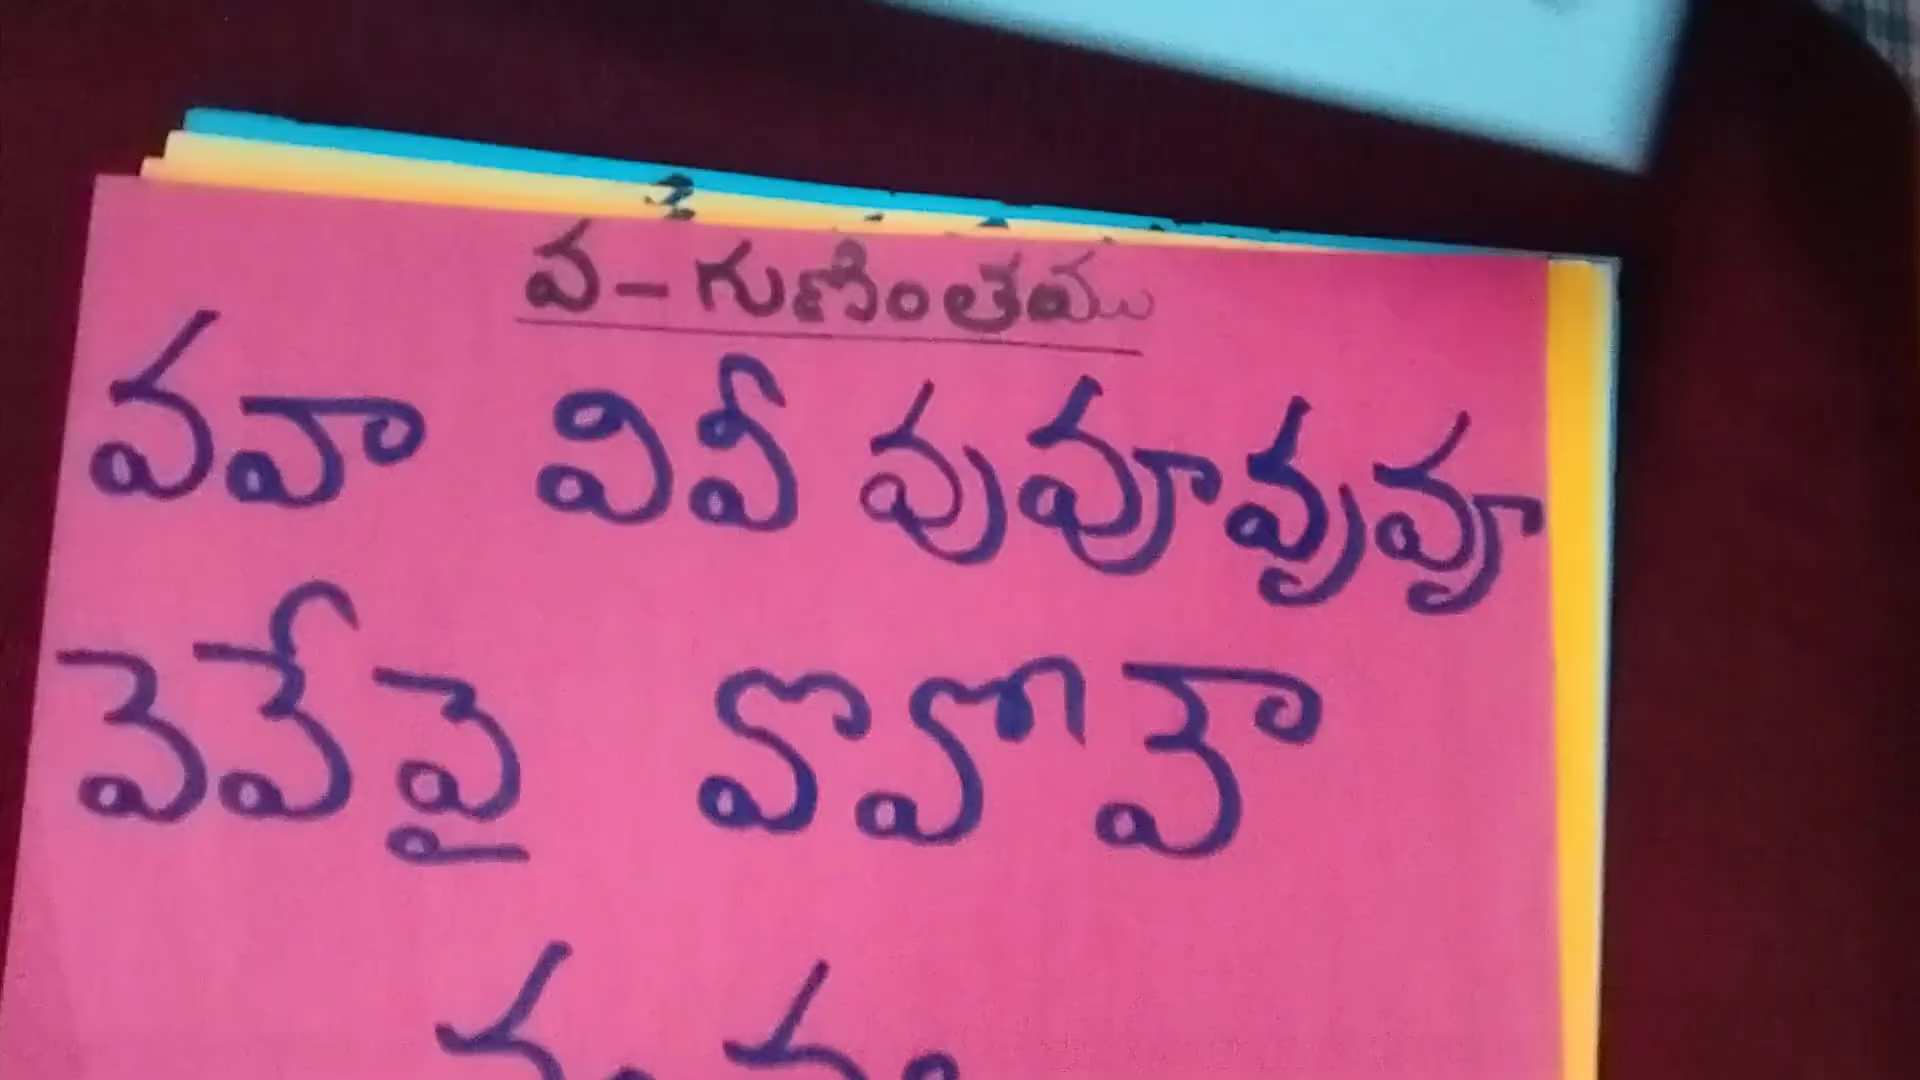 వ - గుణింతము
వ వా వి వీ వు వూ వృ వౄ
వె వే వై వొ వో వౌ